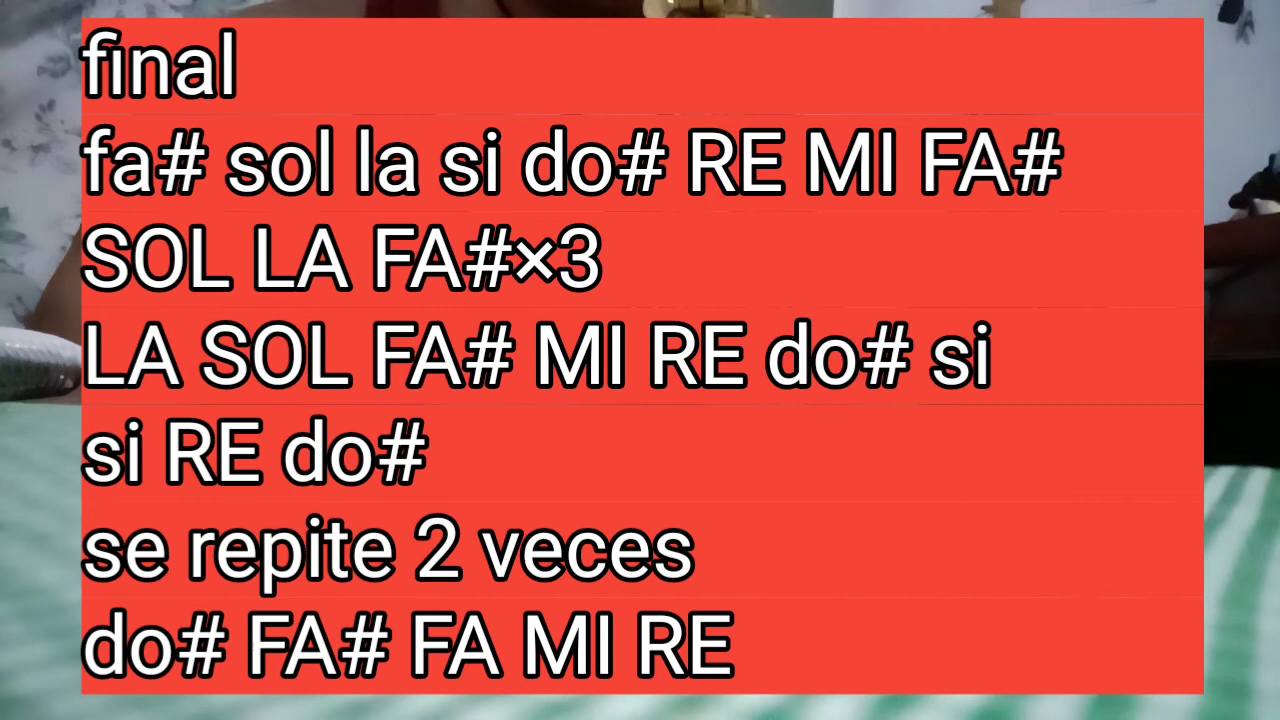 final
fa# sol la si do# RE MI FA#
SOL LA FA#×3
LA SOL FA# MI RE do# si
si RE do#
se repite 2 veces
do# FA# FA MI RE